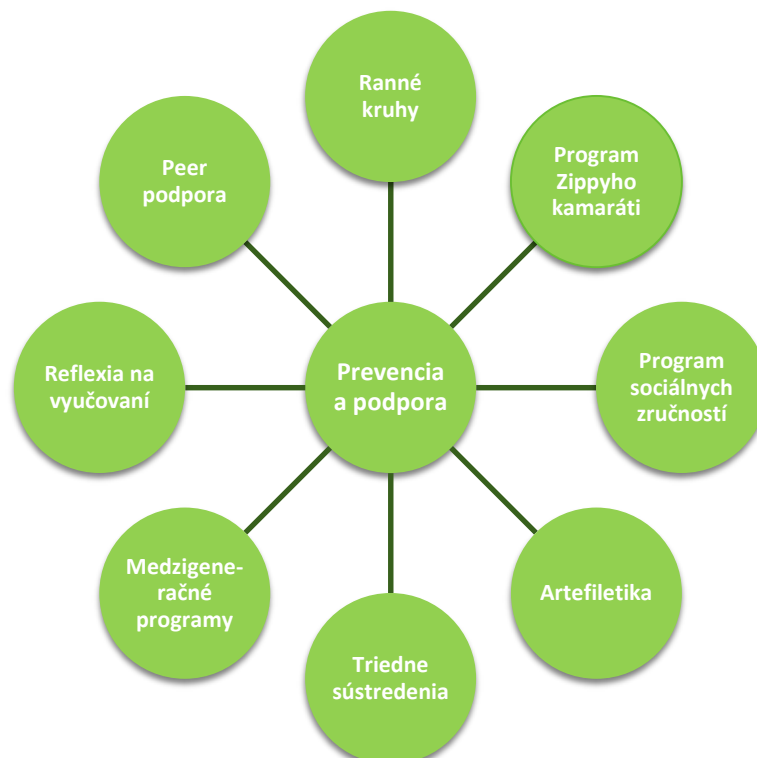 Ranné
kruhy
Program
Zippyho
kamaráti
Program
sociálnych
zručností
Artefiletika
Triedne
sústredenia
Medzigene-
račné
programy
Reflexia na
vyučovaní
Peer
podpora
Prevencia
a podpora